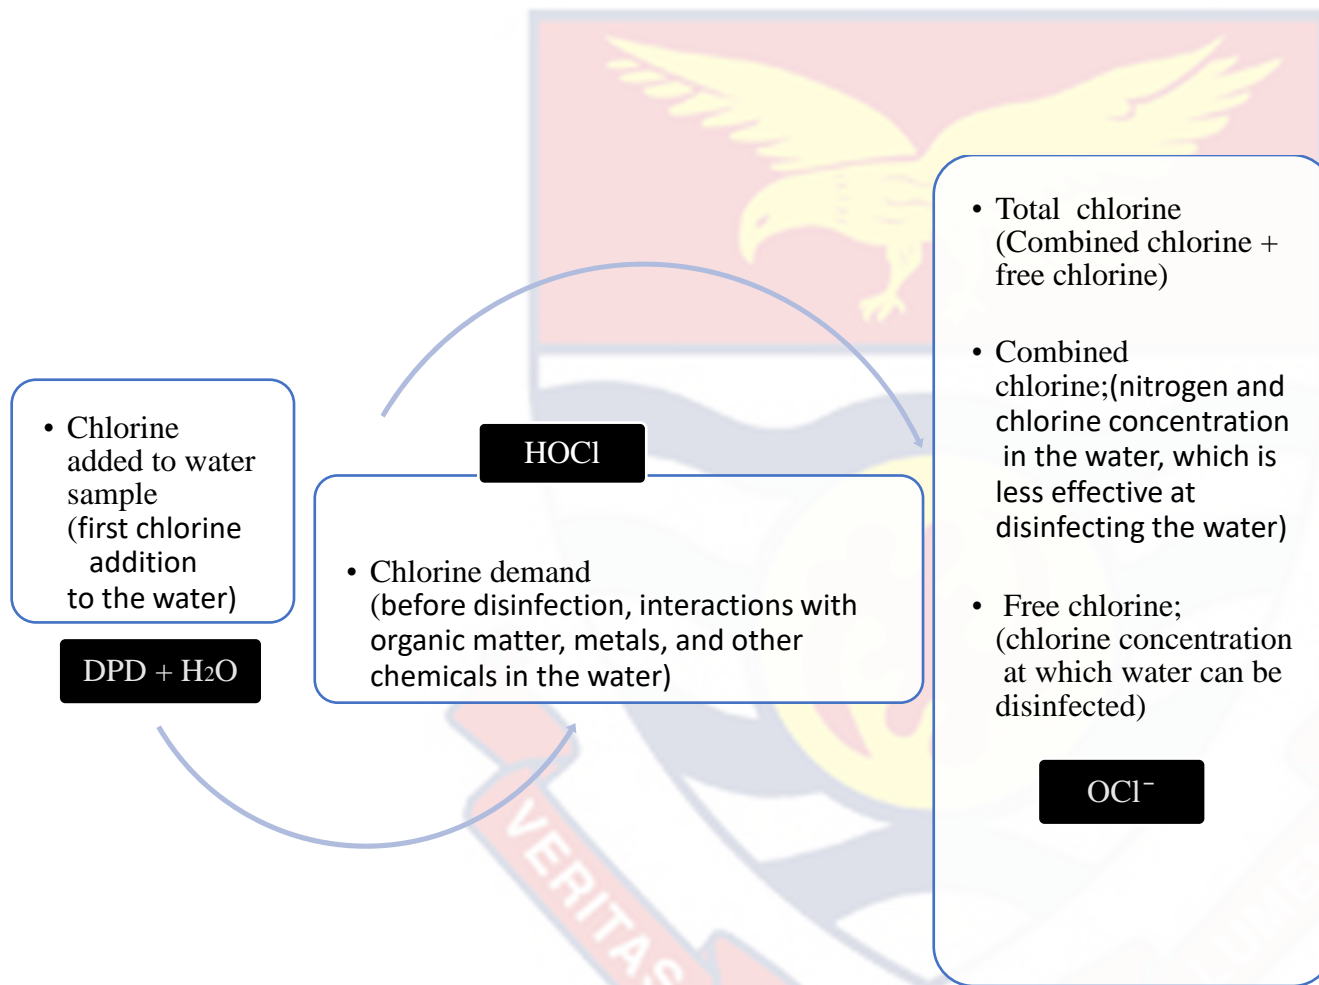 • Chlorine
added to water
sample
(first chlorine
addition
to the water)
DPD + H₂O
HOCl
• Chlorine demand
(before disinfection, interactions with
organic matter, metals, and other
chemicals in the water)
• Total chlorine
(Combined chlorine +
free chlorine)
• Combined
chlorine;(nitrogen and
chlorine concentration
in the water, which is
less effective at
disinfecting the water)
• Free chlorine;
(chlorine concentration
at which water can be
disinfected)
OCl⁻
VERITAS
LUME